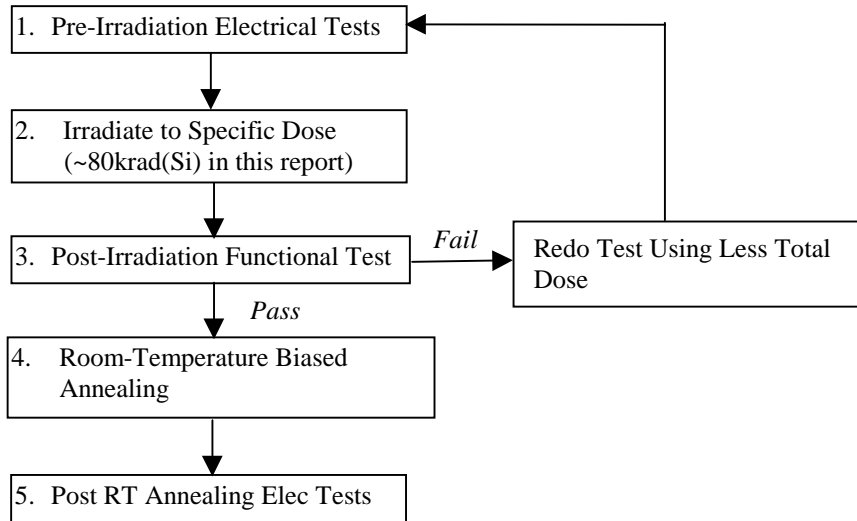 1. Pre-Irradiation Electrical Tests
2. Irradiate to Specific Dose
(~80krad(Si) in this report)
3. Post-Irradiation Functional Test
Fail
Redo Test Using Less Total
Dose
Pass
4. Room-Temperature Biased
Annealing
5. Post RT Annealing Elec Tests